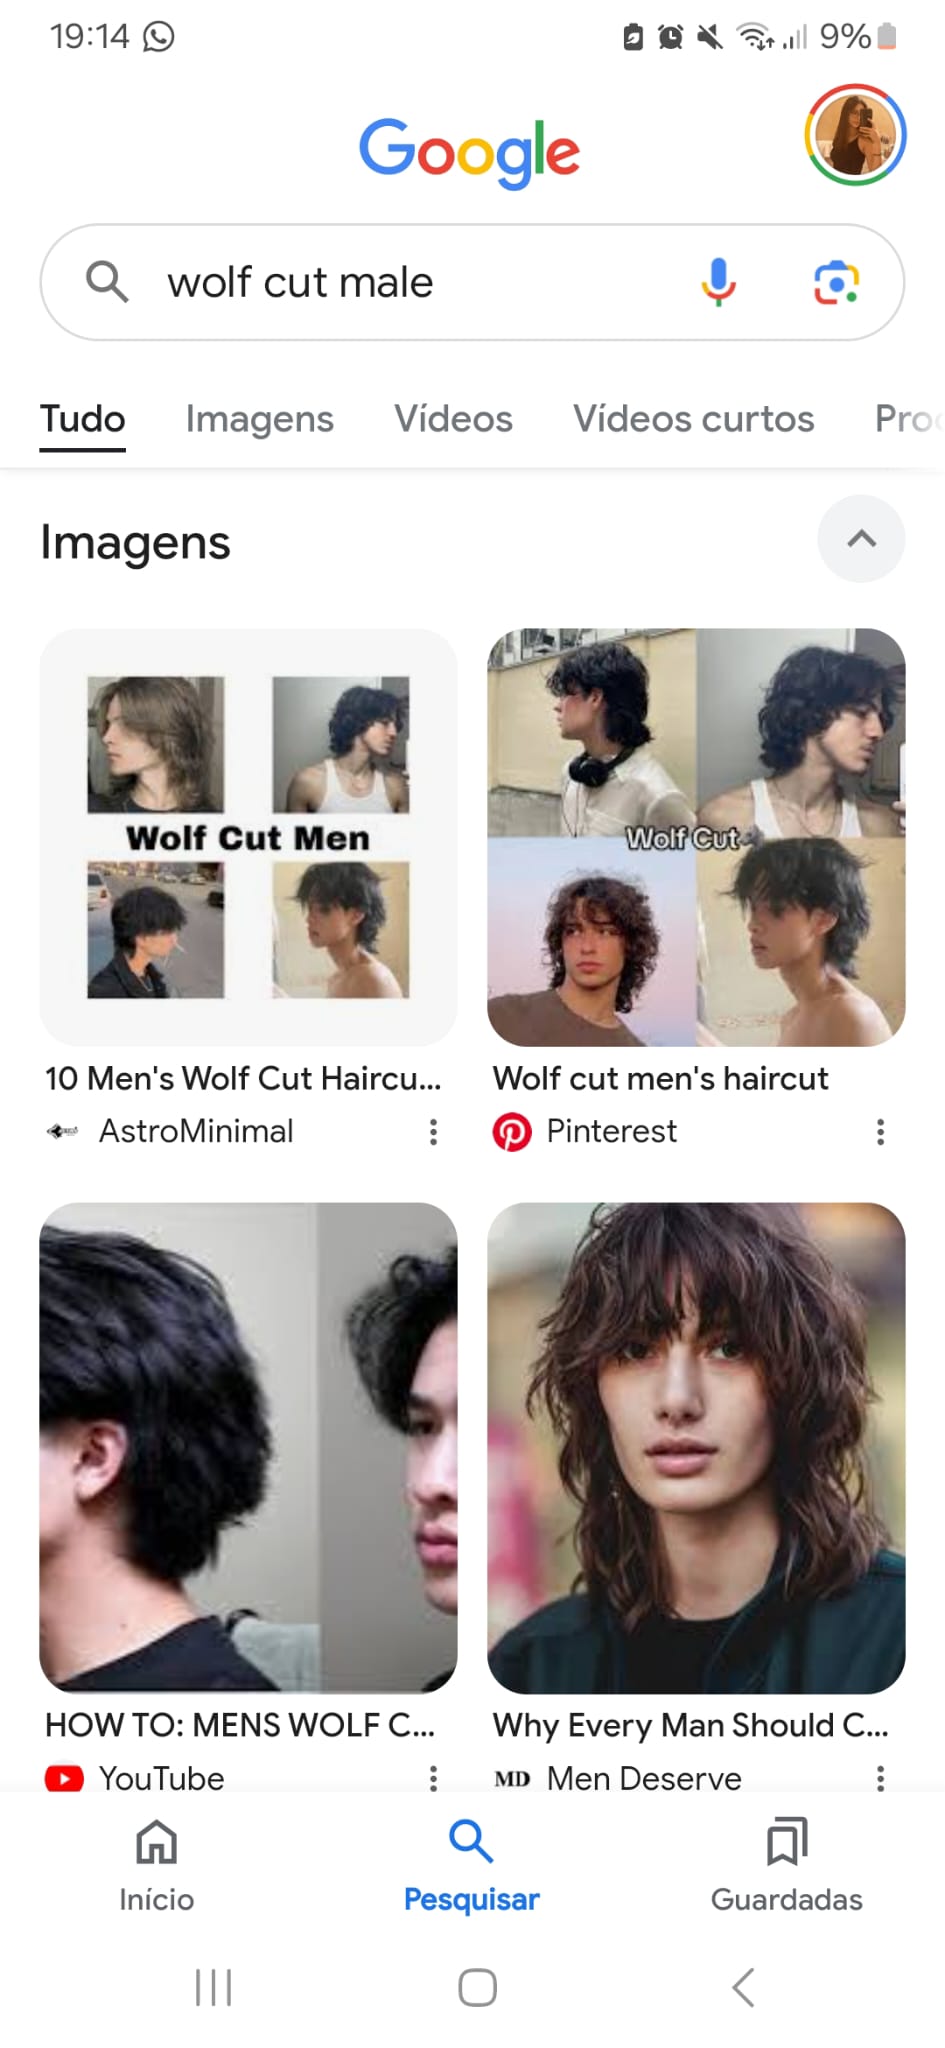 19:14
9%
Google
wolf cut male
Tudo Imagens Vídeos Vídeos curtos Pro
Imagens
Wolf Cut Men
Wolf Cut
10 Men's Wolf Cut Haircu...
Wolf cut men's haircut
AstroMinimal
Pinterest
HOW TO: MENS WOLF C...
Why Every Man Should C...
YouTube
MD Men Deserve
Início
Pesquisar
Guardadas